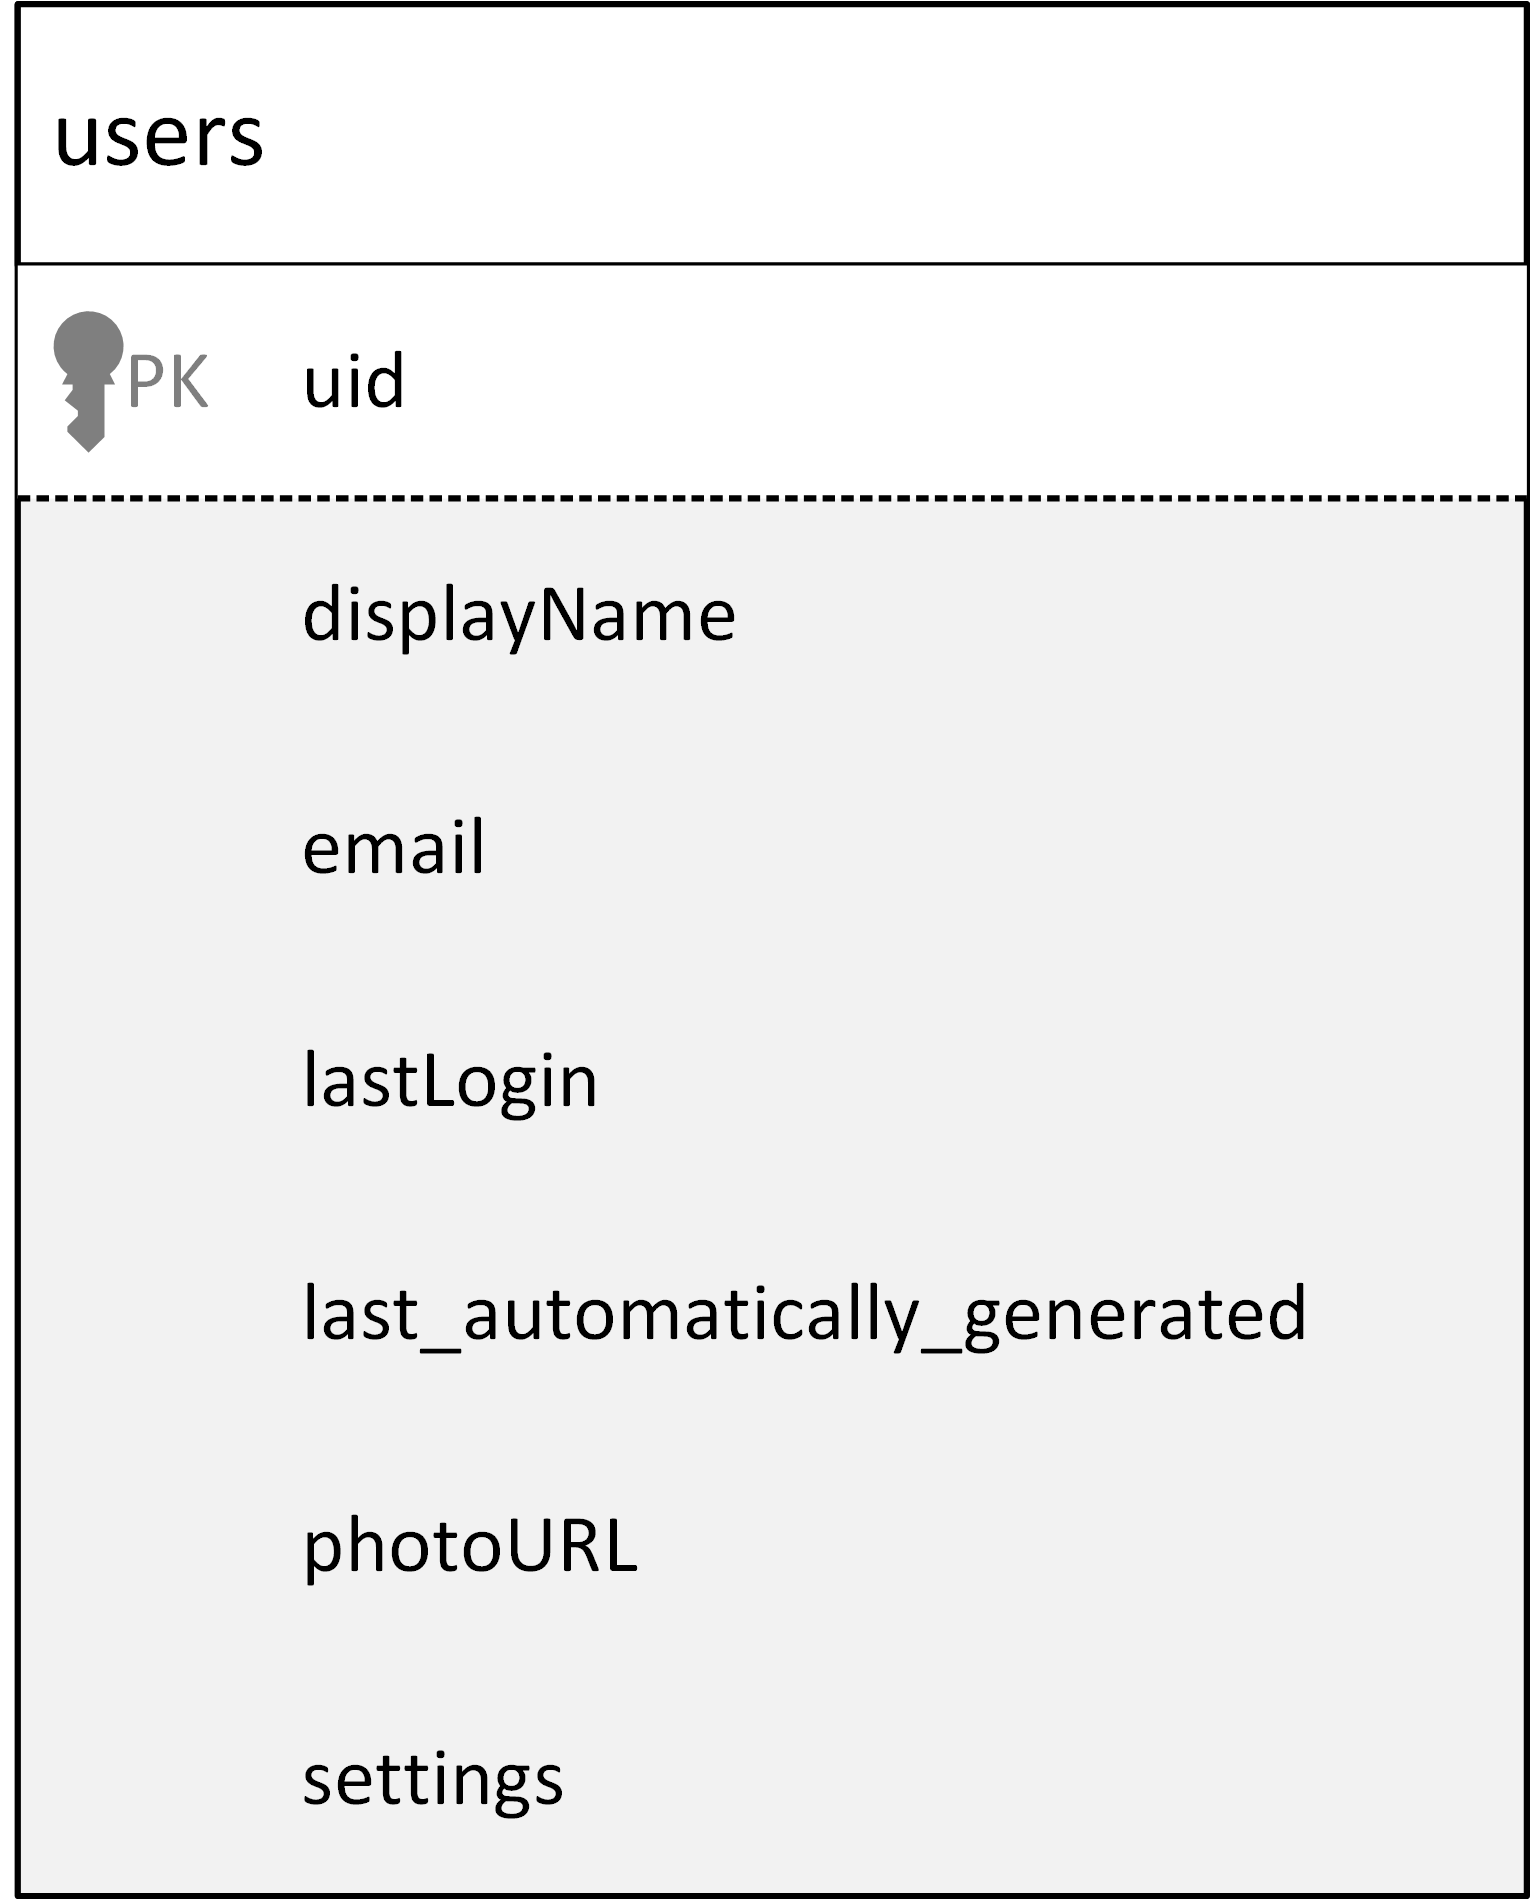 users
PK uid
displayName
email
lastLogin
last_automatically_generated
photoURL
settings